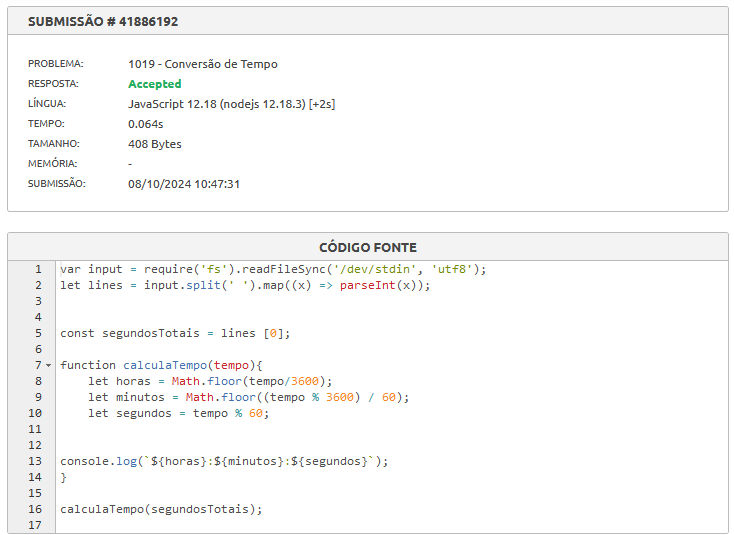 SUBMISSÃO # 41886192
PROBLEMA: 1019 - Conversão de Tempo
RESPOSTA: Accepted
LÍNGUA: JavaScript 12.18 (nodejs 12.18.3) [+2s]
TEMPO: 0.064s
TAMANHO: 408 Bytes
MEMÓRIA: -
SUBMISSÃO: 08/10/2024 10:47:31
CÓDIGO FONTE
1 var input = require('fs').readFileSync('/dev/stdin', 'utf8');
2 let lines = input.split(' ').map((x) => parseInt(x));
3
4
5 const segundosTotais = lines [0];
6
7 function calculaTempo(tempo){
8     let horas = Math.floor(tempo/3600);
9     let minutos = Math.floor((tempo % 3600) / 60);
10     let segundos = tempo % 60;
11
12
13 console.log(`${horas}:${minutos}:${segundos}`);
14 }
15
16 calculaTempo(segundosTotais);
17